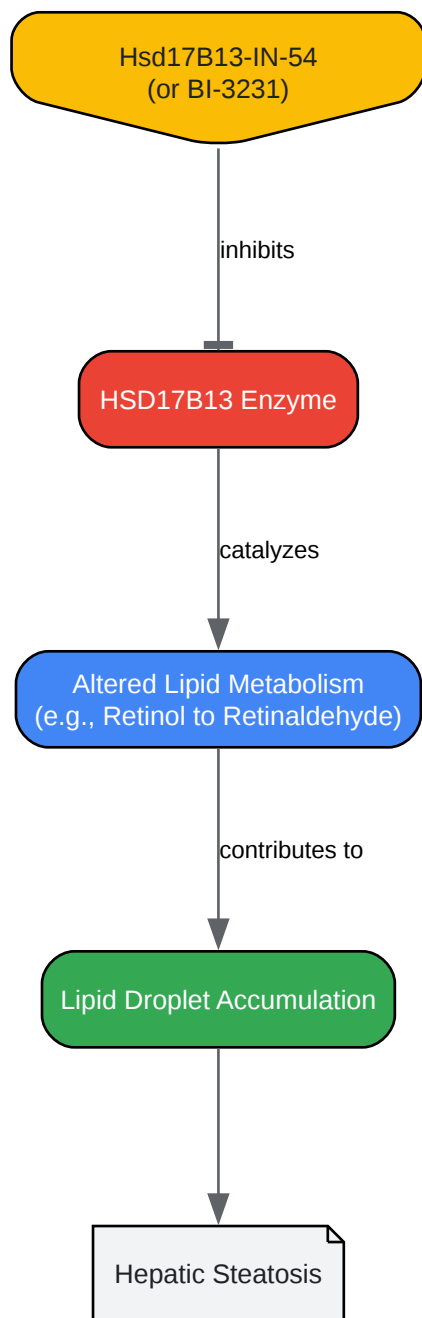 Hsd17B13-IN-54
(or BI-3231)
inhibits
HSD17B13 Enzyme
catalyzes
Altered Lipid Metabolism
(e.g., Retinol to Retinaldehyde)
contributes to
Lipid Droplet Accumulation
Hepatic Steatosis